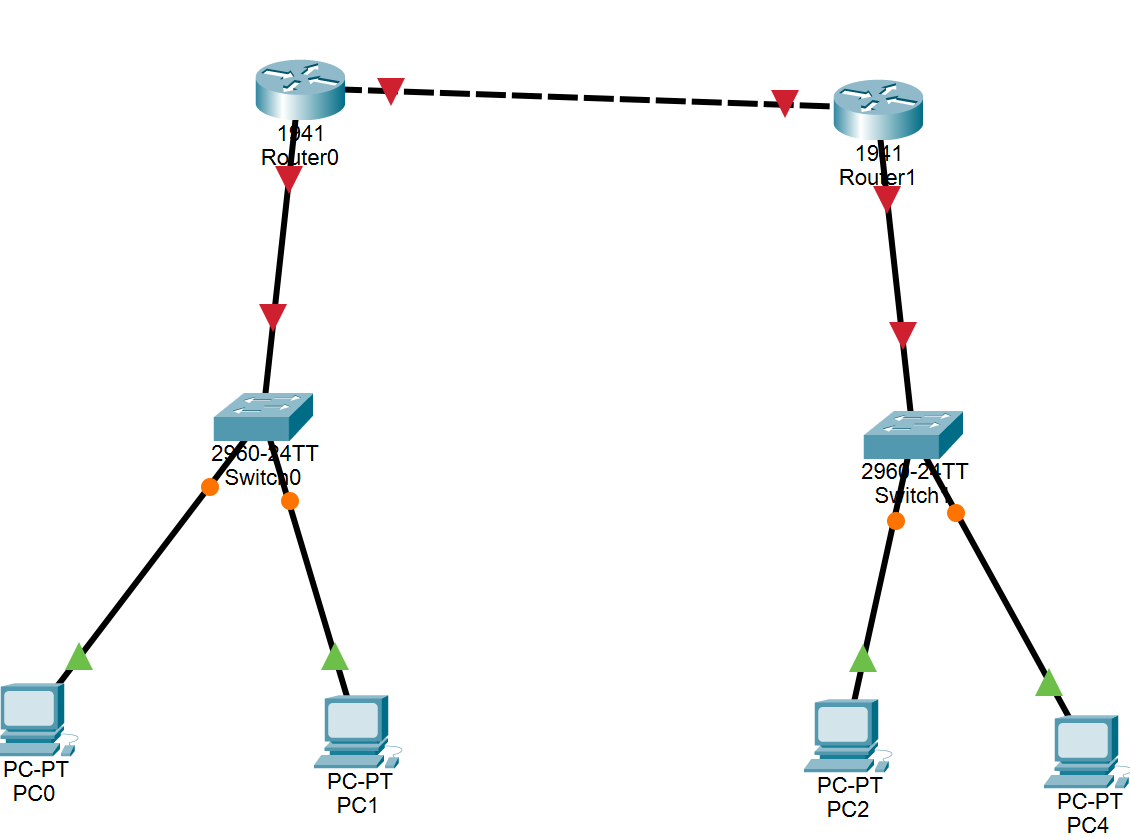 1941
Router0
1941
Router1
2960-24TT
Switch0
2960-24TT
Switch1
PC-PT
PC0
PC-PT
PC1
PC-PT
PC2
PC-PT
PC4